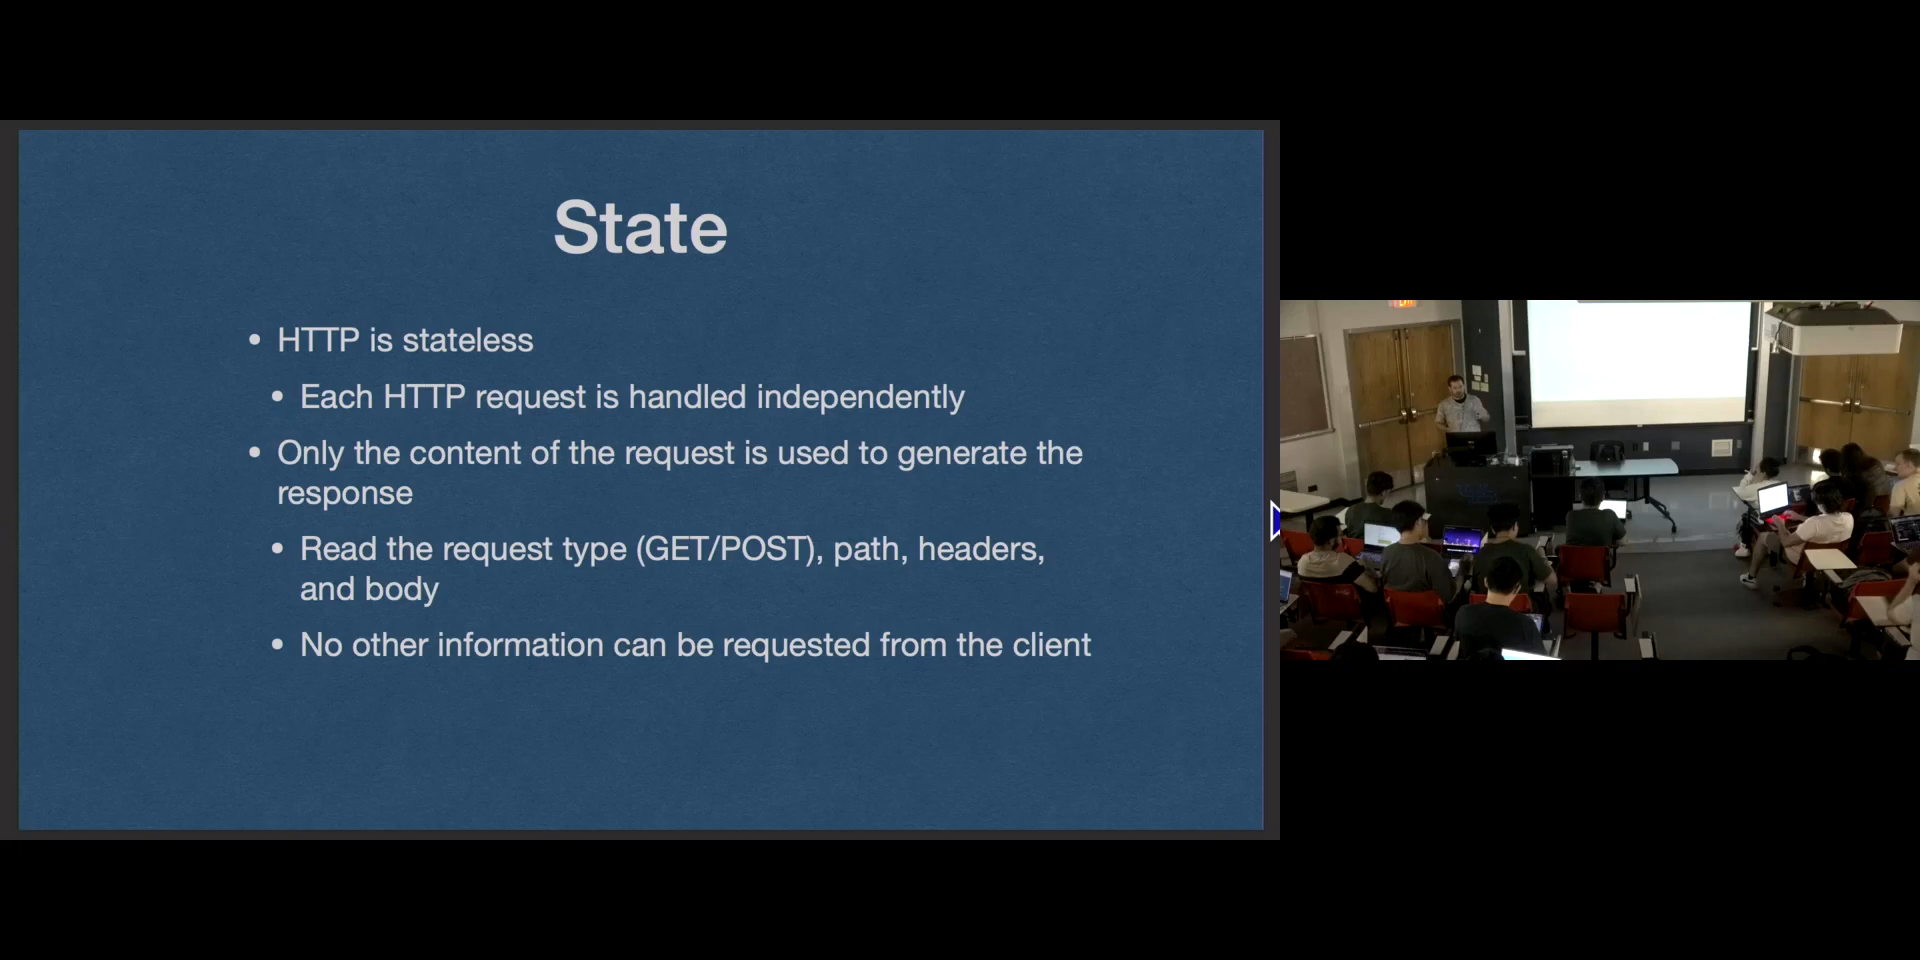 State
• HTTP is stateless
• Each HTTP request is handled independently
• Only the content of the request is used to generate the
response
• Read the request type (GET/POST), path, headers,
and body
• No other information can be requested from the client